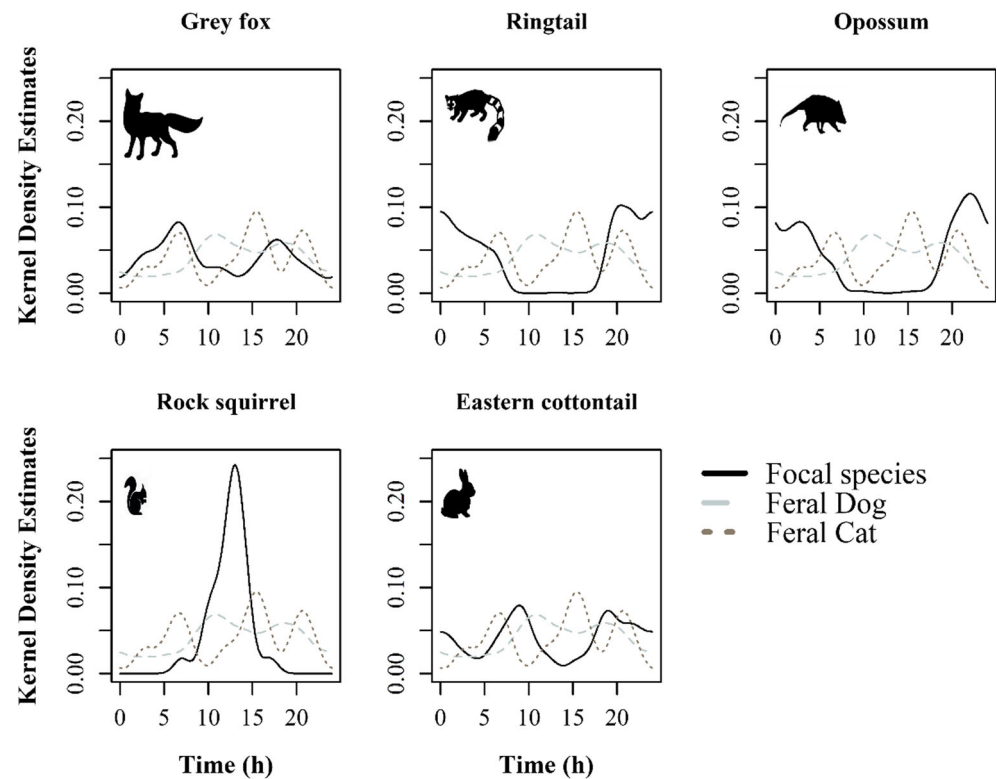 Grey fox
Ringtail
Opossum
Kernel Density Estimates
0.00 0.10 0.20
0 5 10 15 20
0.00 0.10 0.20
0 5 10 15 20
0.00 0.10 0.20
0 5 10 15 20
Rock squirrel
Eastern cottontail
Kernel Density Estimates
0.00 0.10 0.20
0 5 10 15 20
Time (h)
0.00 0.10 0.20
0 5 10 15 20
Time (h)
Focal species
Feral Dog
Feral Cat